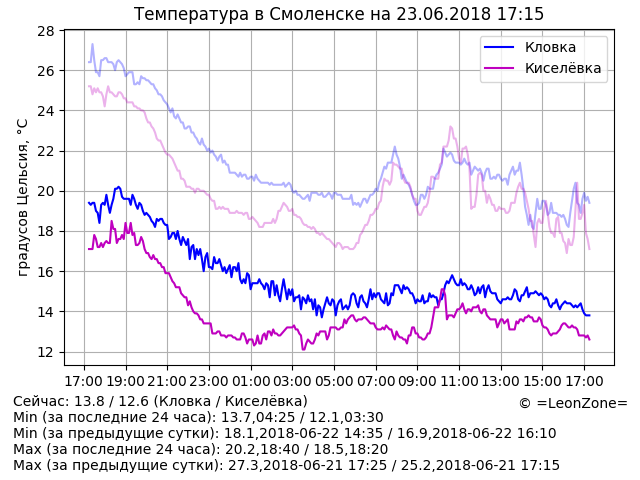 Температура в Смоленске на 23.06.2018 17:15
28
26
24
22
20
18
16
14
12
градусов Цельсия, °C
Кловка
Киселёвка
17:00 19:00 21:00 23:00 01:00 03:00 05:00 07:00 09:00 11:00 13:00 15:00 17:00
Сейчас: 13.8 / 12.6 (Кловка / Киселёвка)
© =LeonZone=
Min (за последние 24 часа): 13.7,04:25 / 12.1,03:30
Min (за предыдущие сутки): 18.1,2018-06-22 14:35 / 16.9,2018-06-22 16:10
Max (за последние 24 часа): 20.2,18:40 / 18.5,18:20
Max (за предыдущие сутки): 27.3,2018-06-21 17:25 / 25.2,2018-06-21 17:15